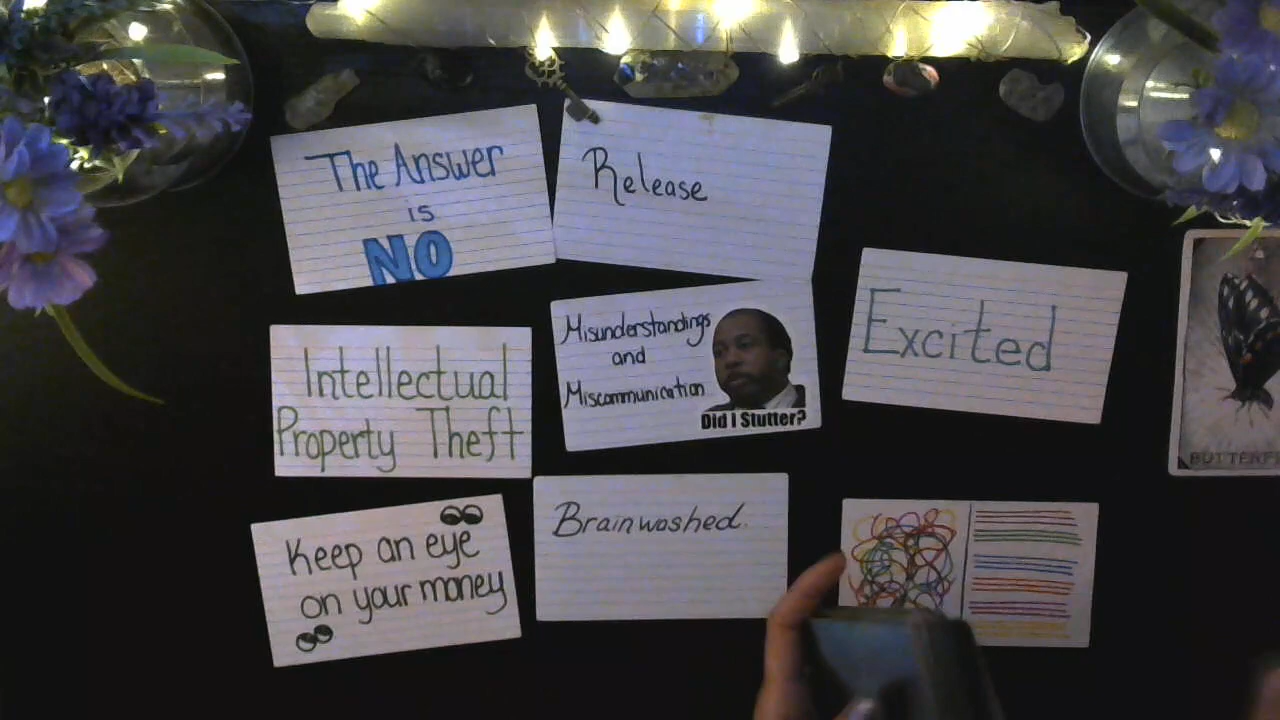 The Answer
is
NO
Release
Intellectual
Property Theft
Misunderstandings
and
Miscommunication
Did I Stutter?
Excited
Keep an eye
on your money
Brainwashed
BUTTERF